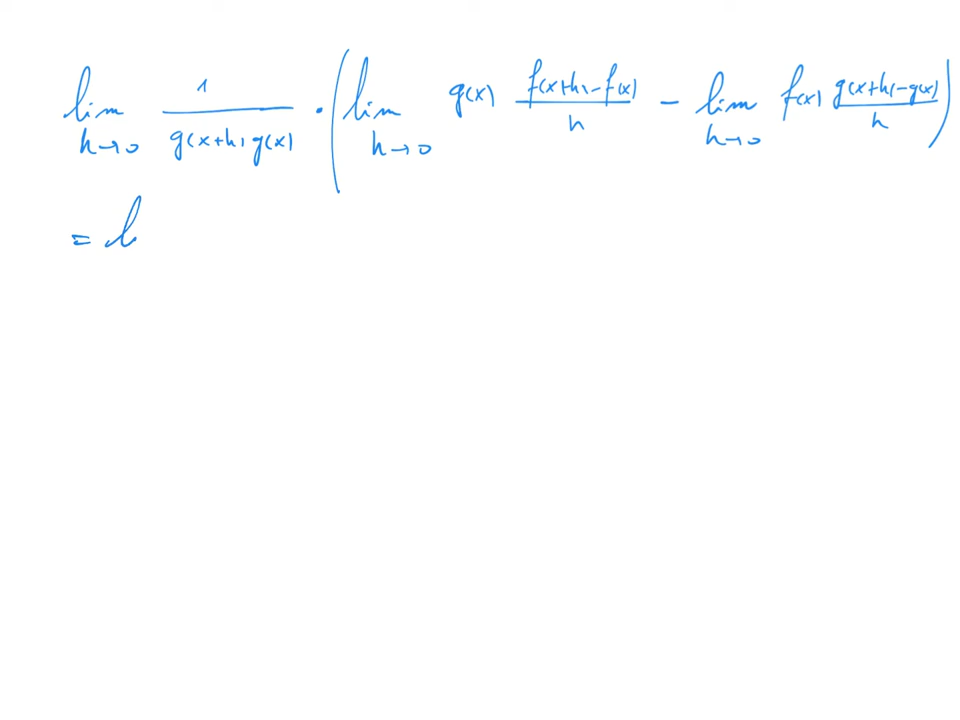 lim h→0 1/(g(x+h) g(x)) · ( lim h→0 g(x) (f(x+h)-f(x))/h - lim h→0 f(x) (g(x+h)-g(x))/h )
= l